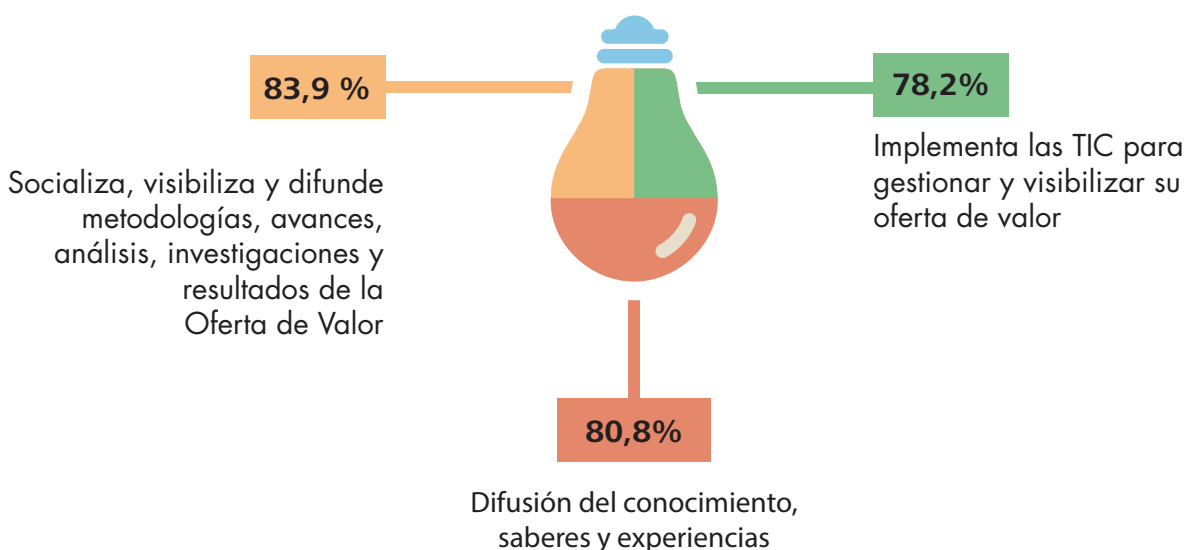 83,9 %
Socializa, visibiliza y difunde
metodologías, avances,
análisis, investigaciones y
resultados de la
Oferta de Valor
78,2%
Implementa las TIC para
gestionar y visibilizar su
oferta de valor
80,8%
Difusión del conocimiento,
saberes y experiencias